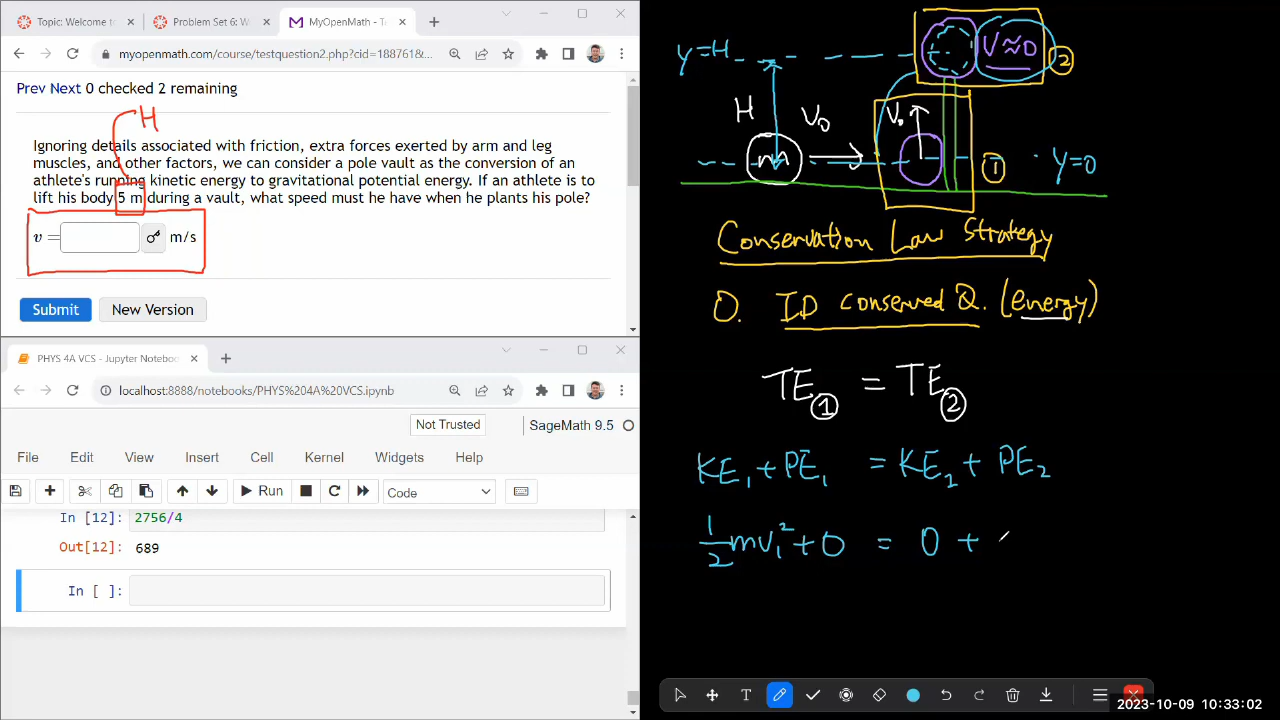 Topic: Welcome t
Problem Set 6: V
MyOpenMath - Ta
myopenmath.com/testquestion2.php?cid=188761&...
Prev Next 0 checked 2 remaining
H
Ignoring details associated with friction, extra forces exerted by arm and leg
muscles, and other factors, we can consider a pole vault as the conversion of an
athlete's running kinetic energy to gravitational potential energy. If an athlete is to
lift his body 5 m during a vault, what speed must he have when he plants his pole?
v = m/s
Submit New Version
PHYS 4A VCS - Jupyter Notebook
localhost:8888/notebooks/PHYS%204A%20VCS.ipynb
Not Trusted SageMath 9.5
File Edit View Insert Cell Kernel Widgets Help
Run Code
In [12]: 2756/4
Out[12]: 689
In [ ]:
y=H V≈0 2
H V0 V0
m 1 y=0
Conservation Law Strategy
0. ID Conserved Q. (energy)
TE1 = TE2
KE1 + PE1 = KE2 + PE2
1/2 mv1² + 0 = 0 +
T
2023-10-09 10:33:02